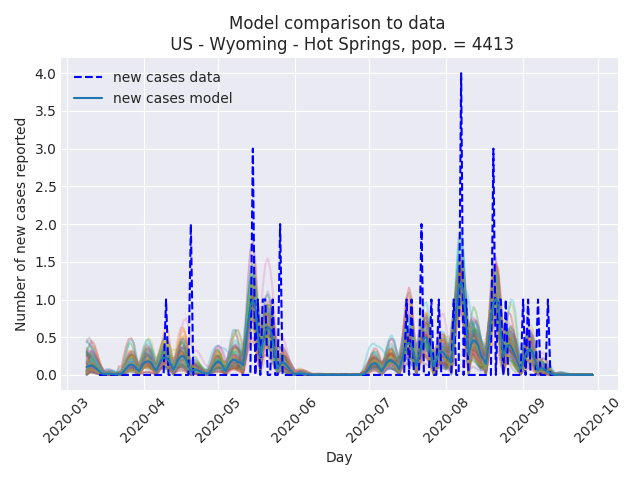 Model comparison to data
US - Wyoming - Hot Springs, pop. = 4413
new cases data
new cases model
Number of new cases reported
4.0
3.5
3.0
2.5
2.0
1.5
1.0
0.5
0.0
2020-03
2020-04
2020-05
2020-06
2020-07
2020-08
2020-09
2020-10
Day